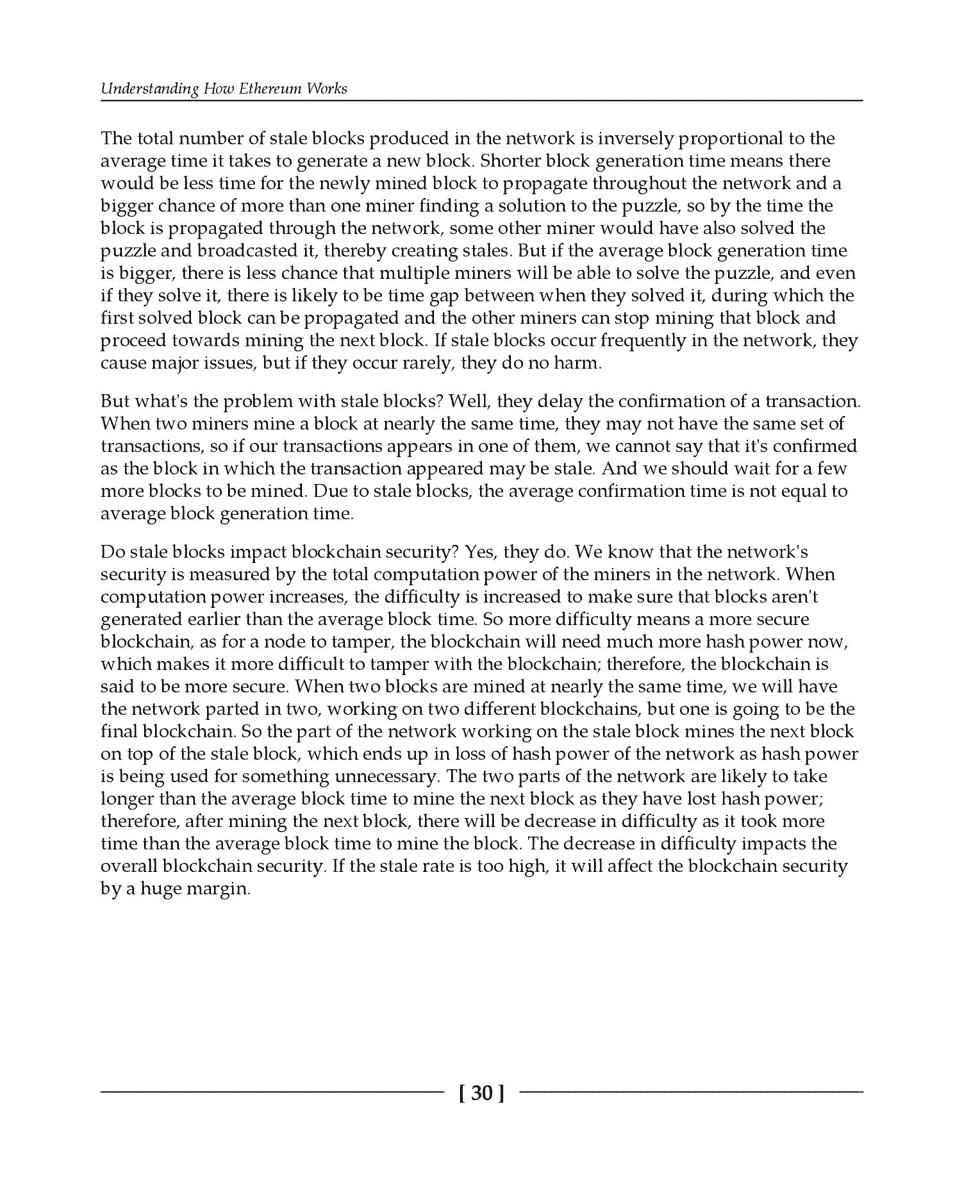 Understanding How Ethereum Works
The total number of stale blocks produced in the network is inversely proportional to the
average time it takes to generate a new block. Shorter block generation time means there
would be less time for the newly mined block to propagate throughout the network and a
bigger chance of more than one miner finding a solution to the puzzle, so by the time the
block is propagated through the network, some other miner would have also solved the
puzzle and broadcasted it, thereby creating stales. But if the average block generation time
is bigger, there is less chance that multiple miners will be able to solve the puzzle, and even
if they solve it, there is likely to be time gap between when they solved it, during which the
first solved block can be propagated and the other miners can stop mining that block and
proceed towards mining the next block. If stale blocks occur frequently in the network, they
cause major issues, but if they occur rarely, they do no harm.
But what's the problem with stale blocks? Well, they delay the confirmation of a transaction.
When two miners mine a block at nearly the same time, they may not have the same set of
transactions, so if our transactions appears in one of them, we cannot say that it's confirmed
as the block in which the transaction appeared may be stale. And we should wait for a few
more blocks to be mined. Due to stale blocks, the average confirmation time is not equal to
average block generation time.
Do stale blocks impact blockchain security? Yes, they do. We know that the network's
security is measured by the total computation power of the miners in the network. When
computation power increases, the difficulty is increased to make sure that blocks aren't
generated earlier than the average block time. So more difficulty means a more secure
blockchain, as for a node to tamper, the blockchain will need much more hash power now,
which makes it more difficult to tamper with the blockchain; therefore, the blockchain is
said to be more secure. When two blocks are mined at nearly the same time, we will have
the network parted in two, working on two different blockchains, but one is going to be the
final blockchain. So the part of the network working on the stale block mines the next block
on top of the stale block, which ends up in loss of hash power of the network as hash power
is being used for something unnecessary. The two parts of the network are likely to take
longer than the average block time to mine the next block as they have lost hash power;
therefore, after mining the next block, there will be decrease in difficulty as it took more
time than the average block time to mine the block. The decrease in difficulty impacts the
overall blockchain security. If the stale rate is too high, it will affect the blockchain security
by a huge margin.
[ 30 ]